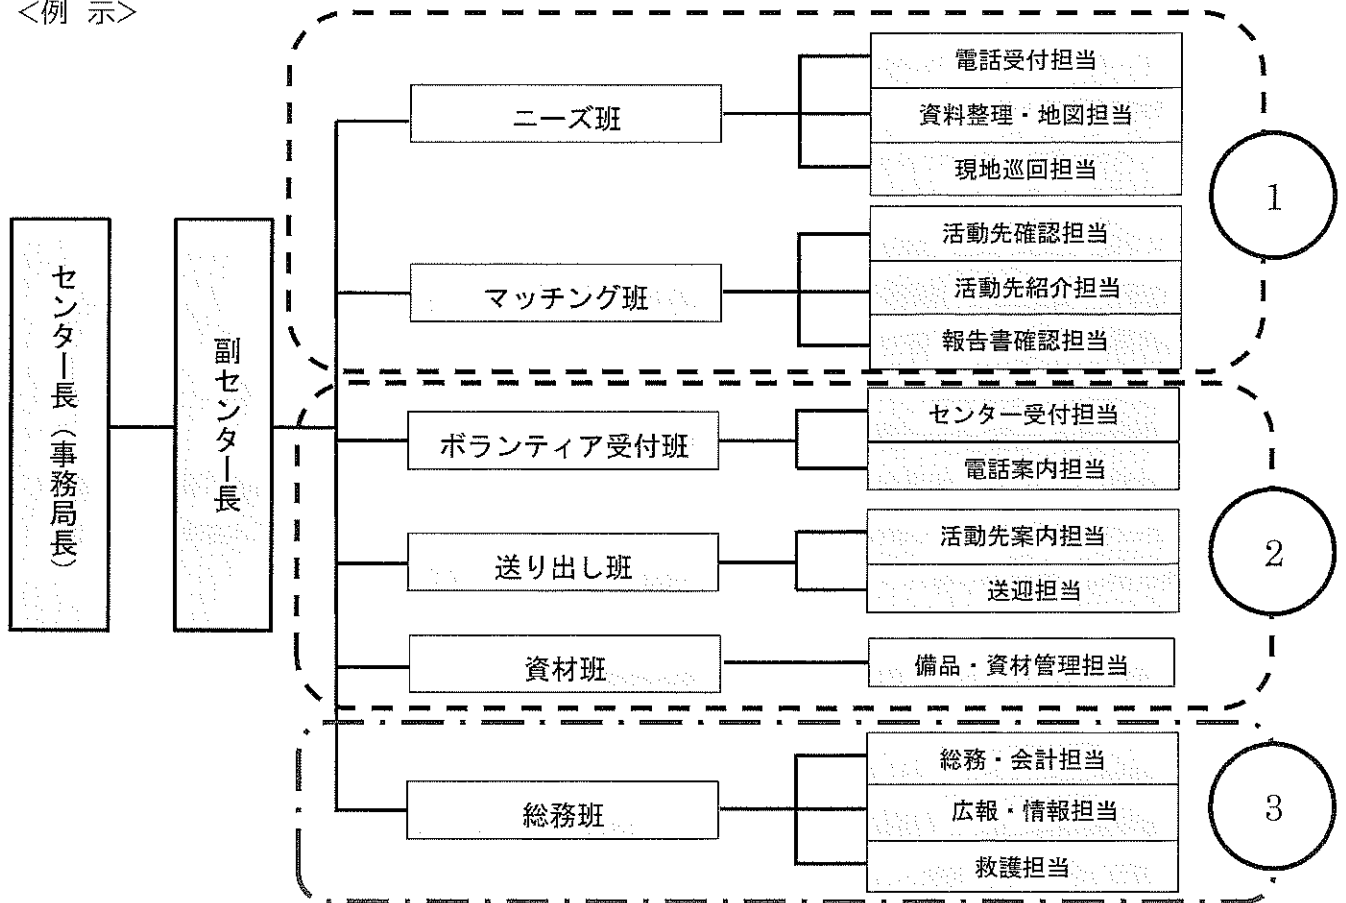 ＜例 示＞
センター長（事務局長）
副センター長
ニーズ班
電話受付担当
資料整理・地図担当
現地巡回担当
マッチング班
活動先確認担当
活動先紹介担当
報告書確認担当
1
ボランティア受付班
センター受付担当
電話案内担当
送り出し班
活動先案内担当
送迎担当
資材班
備品・資材管理担当
2
総務班
総務・会計担当
広報・情報担当
救護担当
3